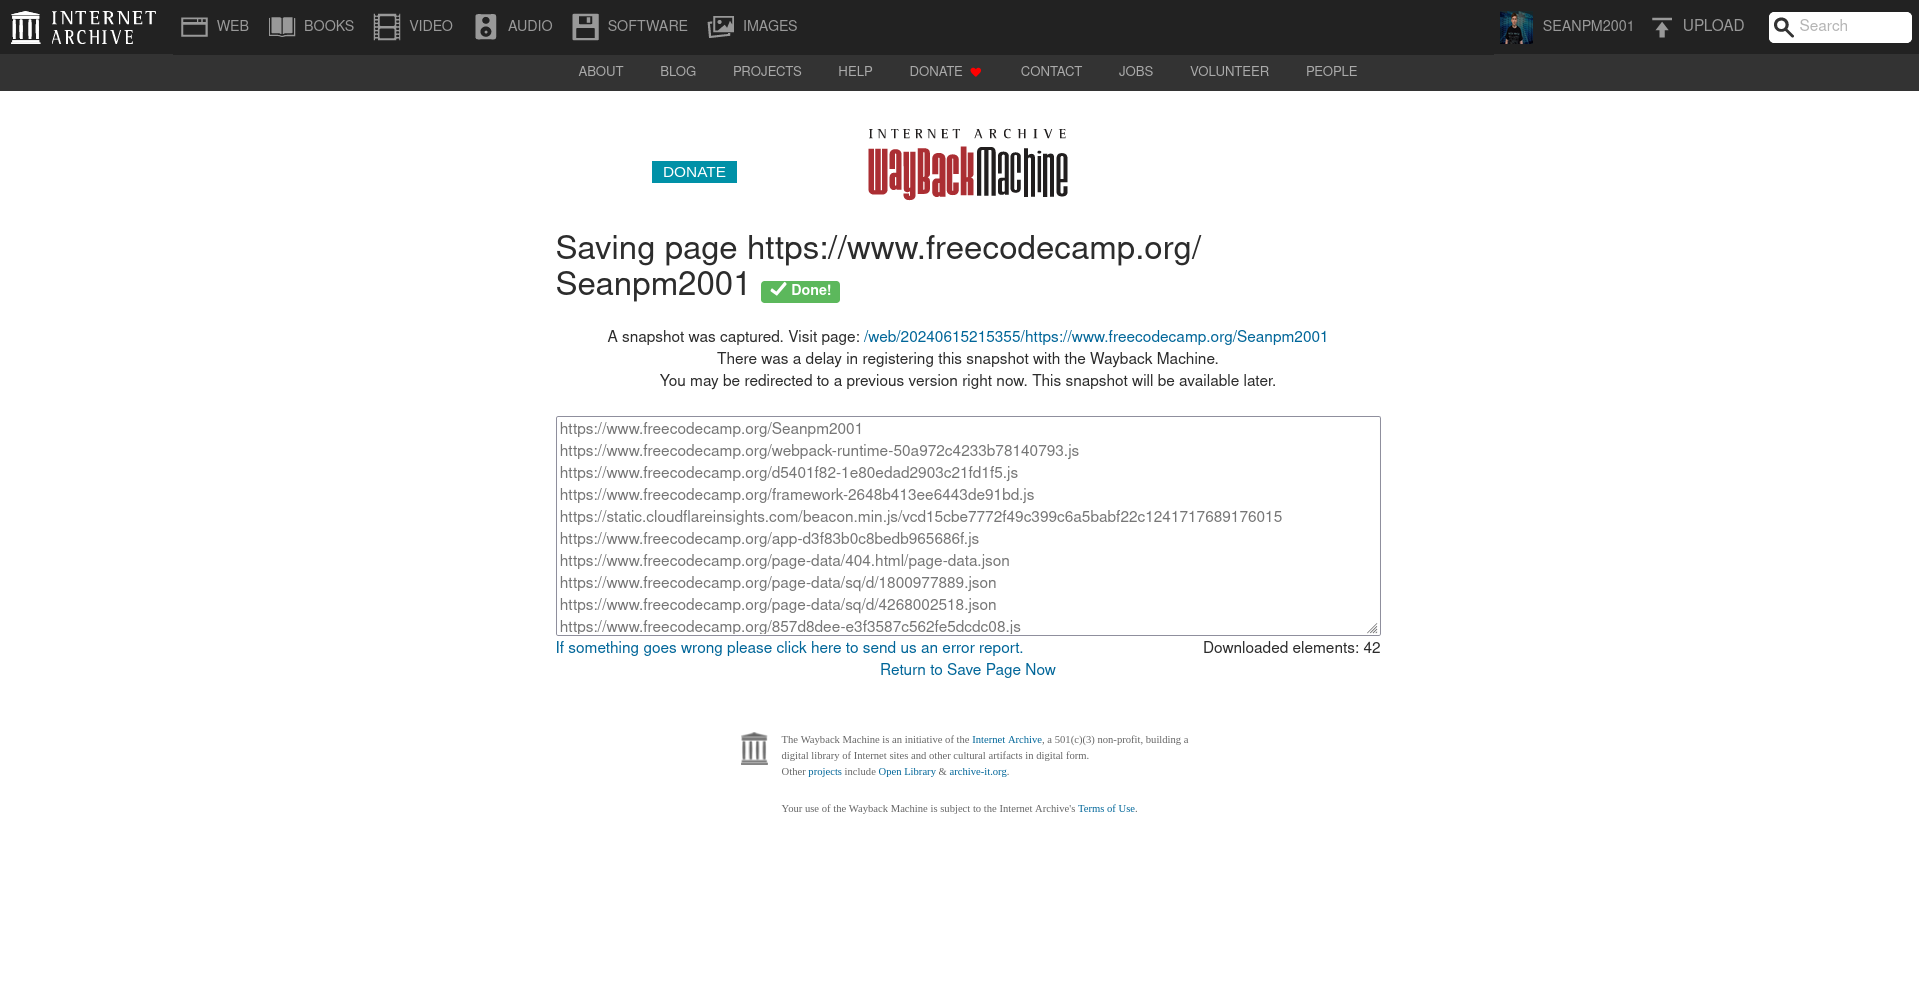 INTERNET ARCHIVE
WEB BOOKS VIDEO AUDIO SOFTWARE IMAGES SEANPM2001 UPLOAD Search
ABOUT BLOG PROJECTS HELP DONATE CONTACT JOBS VOLUNTEER PEOPLE
INTERNET ARCHIVE
DONATE WayBackMachine
Saving page https://www.freecodecamp.org/
Seanpm2001 Done!
A snapshot was captured. Visit page: /web/20240615215355/https://www.freecodecamp.org/Seanpm2001
There was a delay in registering this snapshot with the Wayback Machine.
You may be redirected to a previous version right now. This snapshot will be available later.
https://www.freecodecamp.org/Seanpm2001
https://www.freecodecamp.org/webpack-runtime-50a972c4233b78140793.js
https://www.freecodecamp.org/d5401f82-1e80edad2903c21fd1f5.js
https://www.freecodecamp.org/framework-2648b413ee6443de91bd.js
https://static.cloudflareinsights.com/beacon.min.js/vcd15cbe7772f49c399c6a5babf22c1241717689176015
https://www.freecodecamp.org/app-d3f83b0c8bedb965686f.js
https://www.freecodecamp.org/page-data/404.html/page-data.json
https://www.freecodecamp.org/page-data/sq/d/1800977889.json
https://www.freecodecamp.org/page-data/sq/d/4268002518.json
https://www.freecodecamp.org/857d8dee-e3f3587c562fe5dcdc08.js
If something goes wrong please click here to send us an error report. Downloaded elements: 42
Return to Save Page Now
The Wayback Machine is an initiative of the Internet Archive, a 501(c)(3) non-profit, building a
digital library of Internet sites and other cultural artifacts in digital form.
Other projects include Open Library & archive-it.org.
Your use of the Wayback Machine is subject to the Internet Archive's Terms of Use.